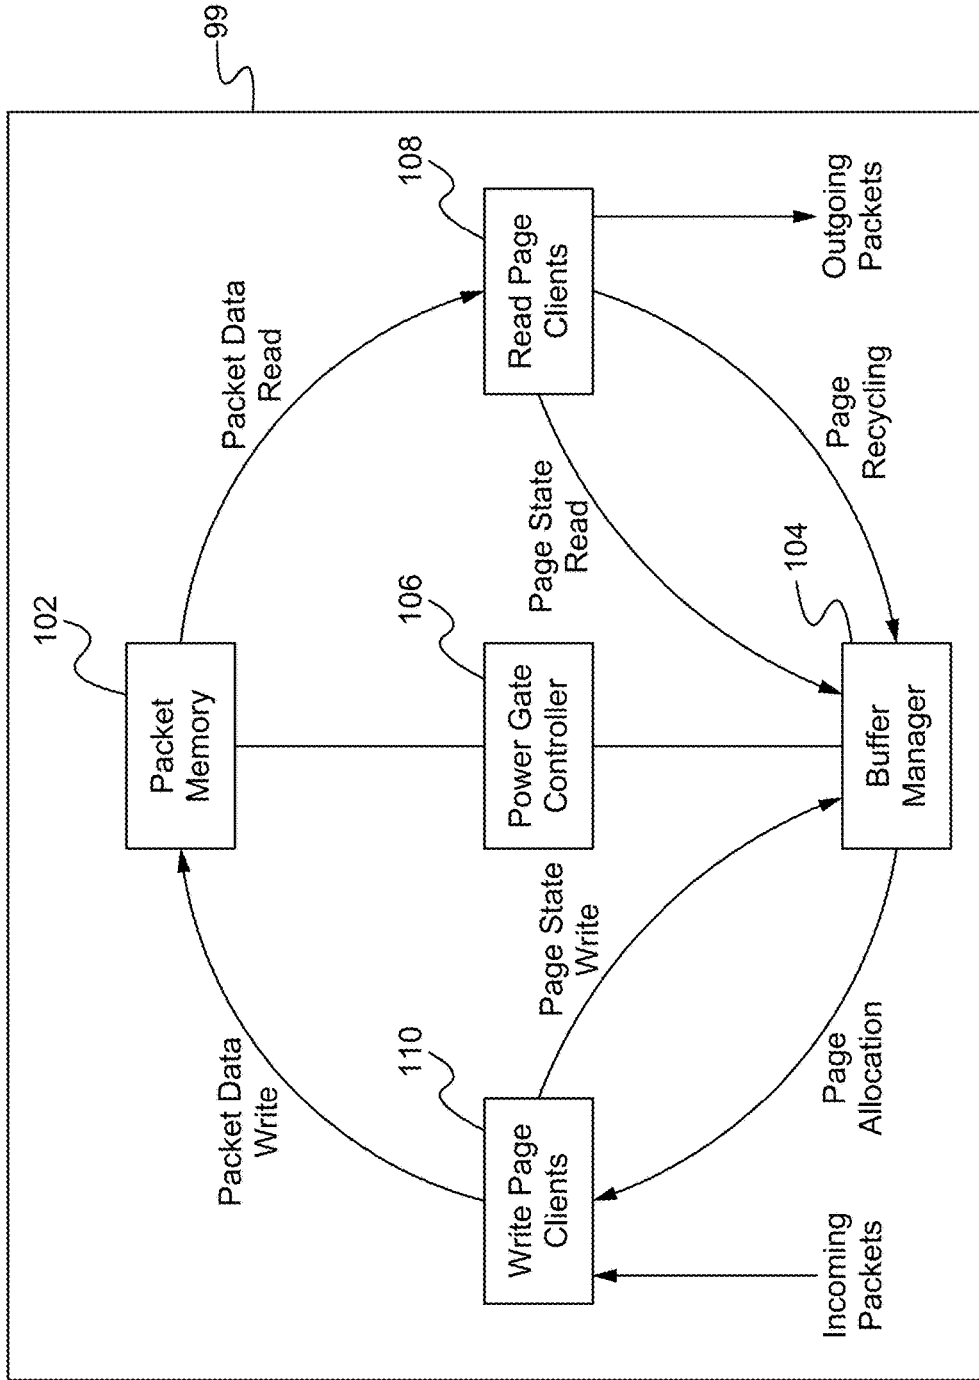 99
102
Packet
Memory
Packet Data
Write
Packet Data
Read
110
Write Page
Clients
106
Power Gate
Controller
108
Read Page
Clients
Page State
Write
Page State
Read
104
Buffer
Manager
Incoming
Packets
Page
Allocation
Page
Recycling
Outgoing
Packets